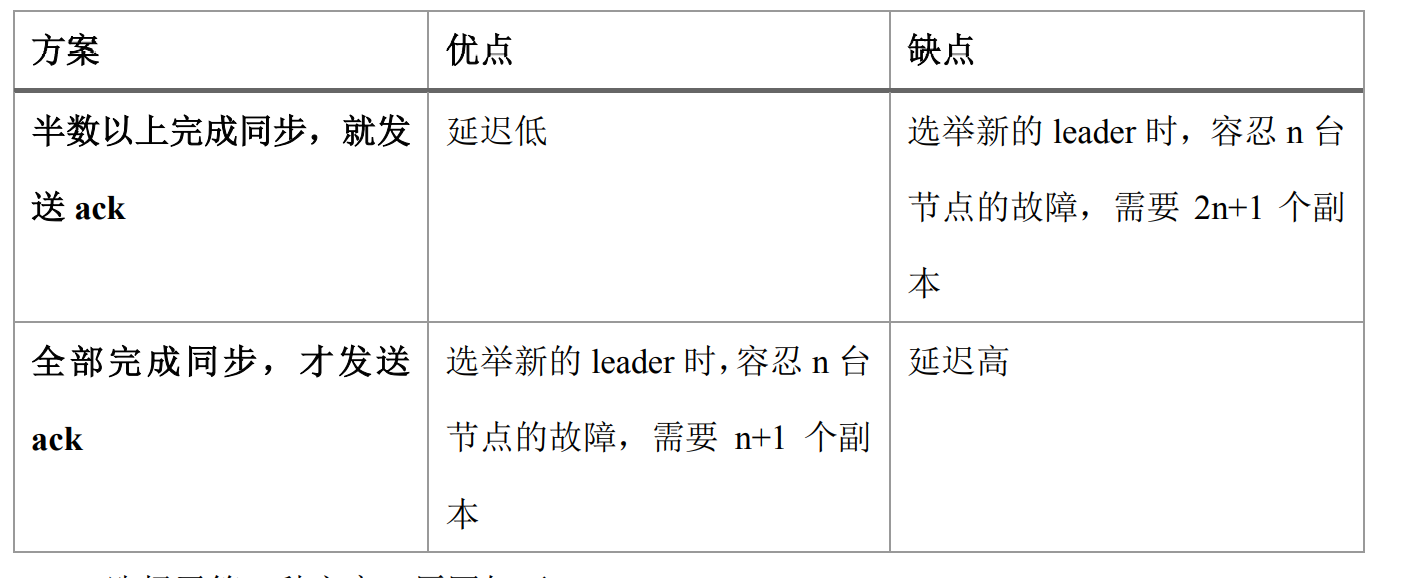 方案 优点 缺点
半数以上完成同步，就发 延迟低 选举新的 leader 时，容忍 n 台
送 ack 节点的故障，需要 2n+1 个副
本
全部完成同步，才发送 选举新的 leader 时，容忍 n 台 延迟高
ack 节点的故障，需要 n+1 个副
本